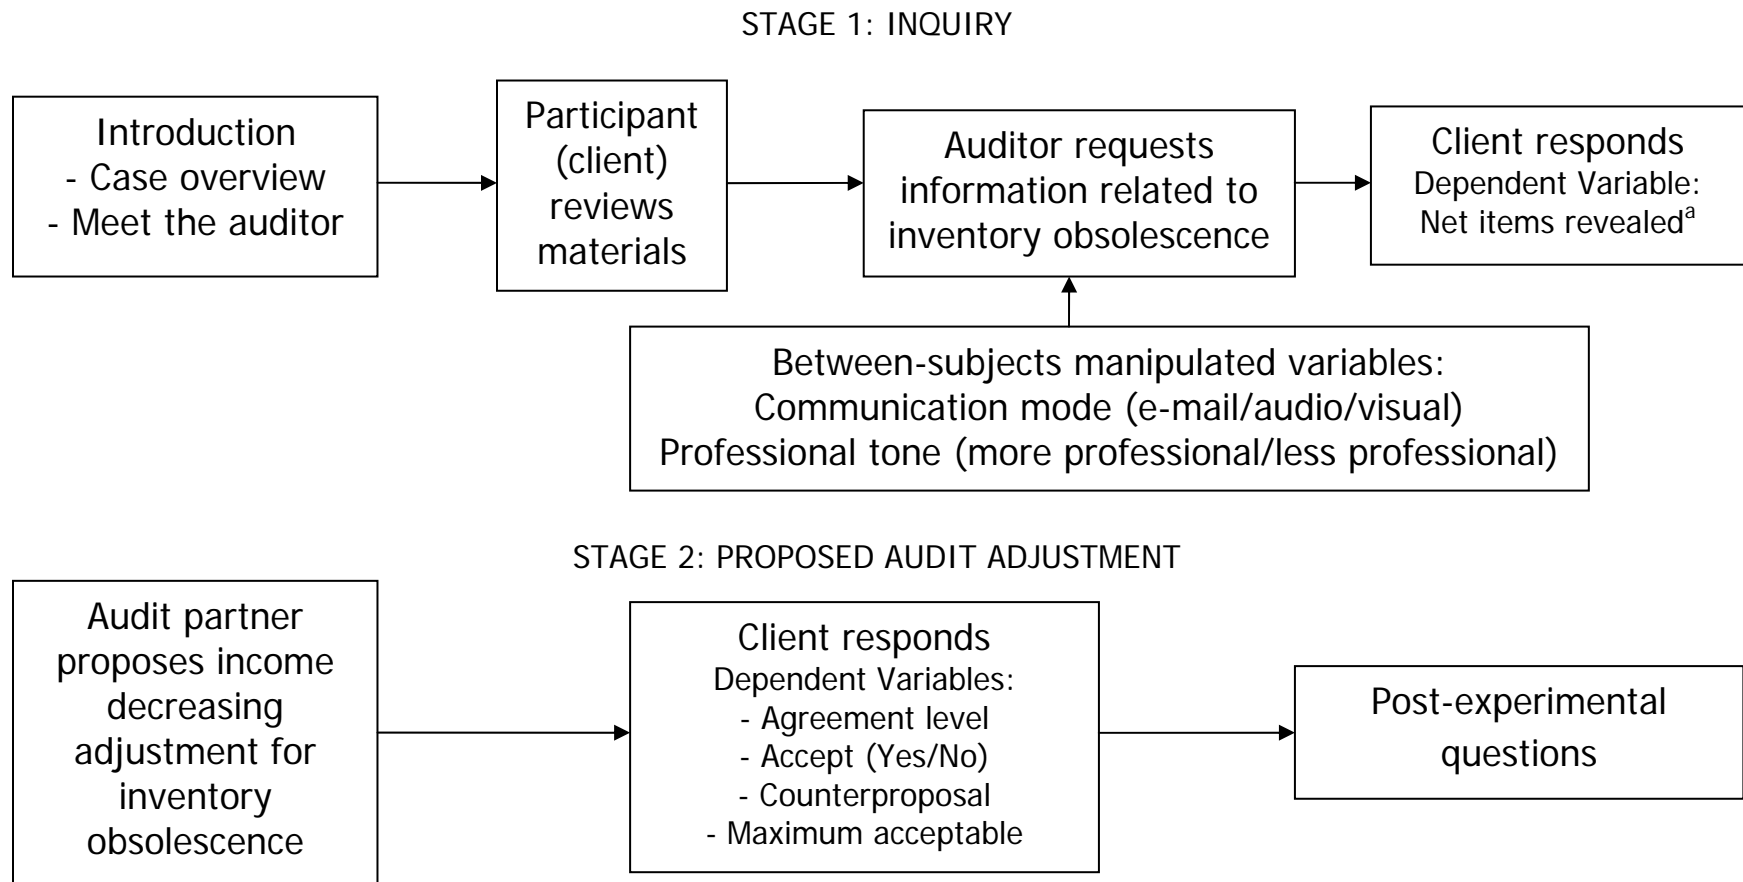 STAGE 1: INQUIRY
Introduction
- Case overview
- Meet the auditor
Participant
(client)
reviews
materials
Auditor requests
information related to
inventory obsolescence
Client responds
Dependent Variable:
Net items revealedª
Between-subjects manipulated variables:
Communication mode (e-mail/audio/visual)
Professional tone (more professional/less professional)
STAGE 2: PROPOSED AUDIT ADJUSTMENT
Audit partner
proposes income
decreasing
adjustment for
inventory
obsolescence
Client responds
Dependent Variables:
- Agreement level
- Accept (Yes/No)
- Counterproposal
- Maximum acceptable
Post-experimental
questions